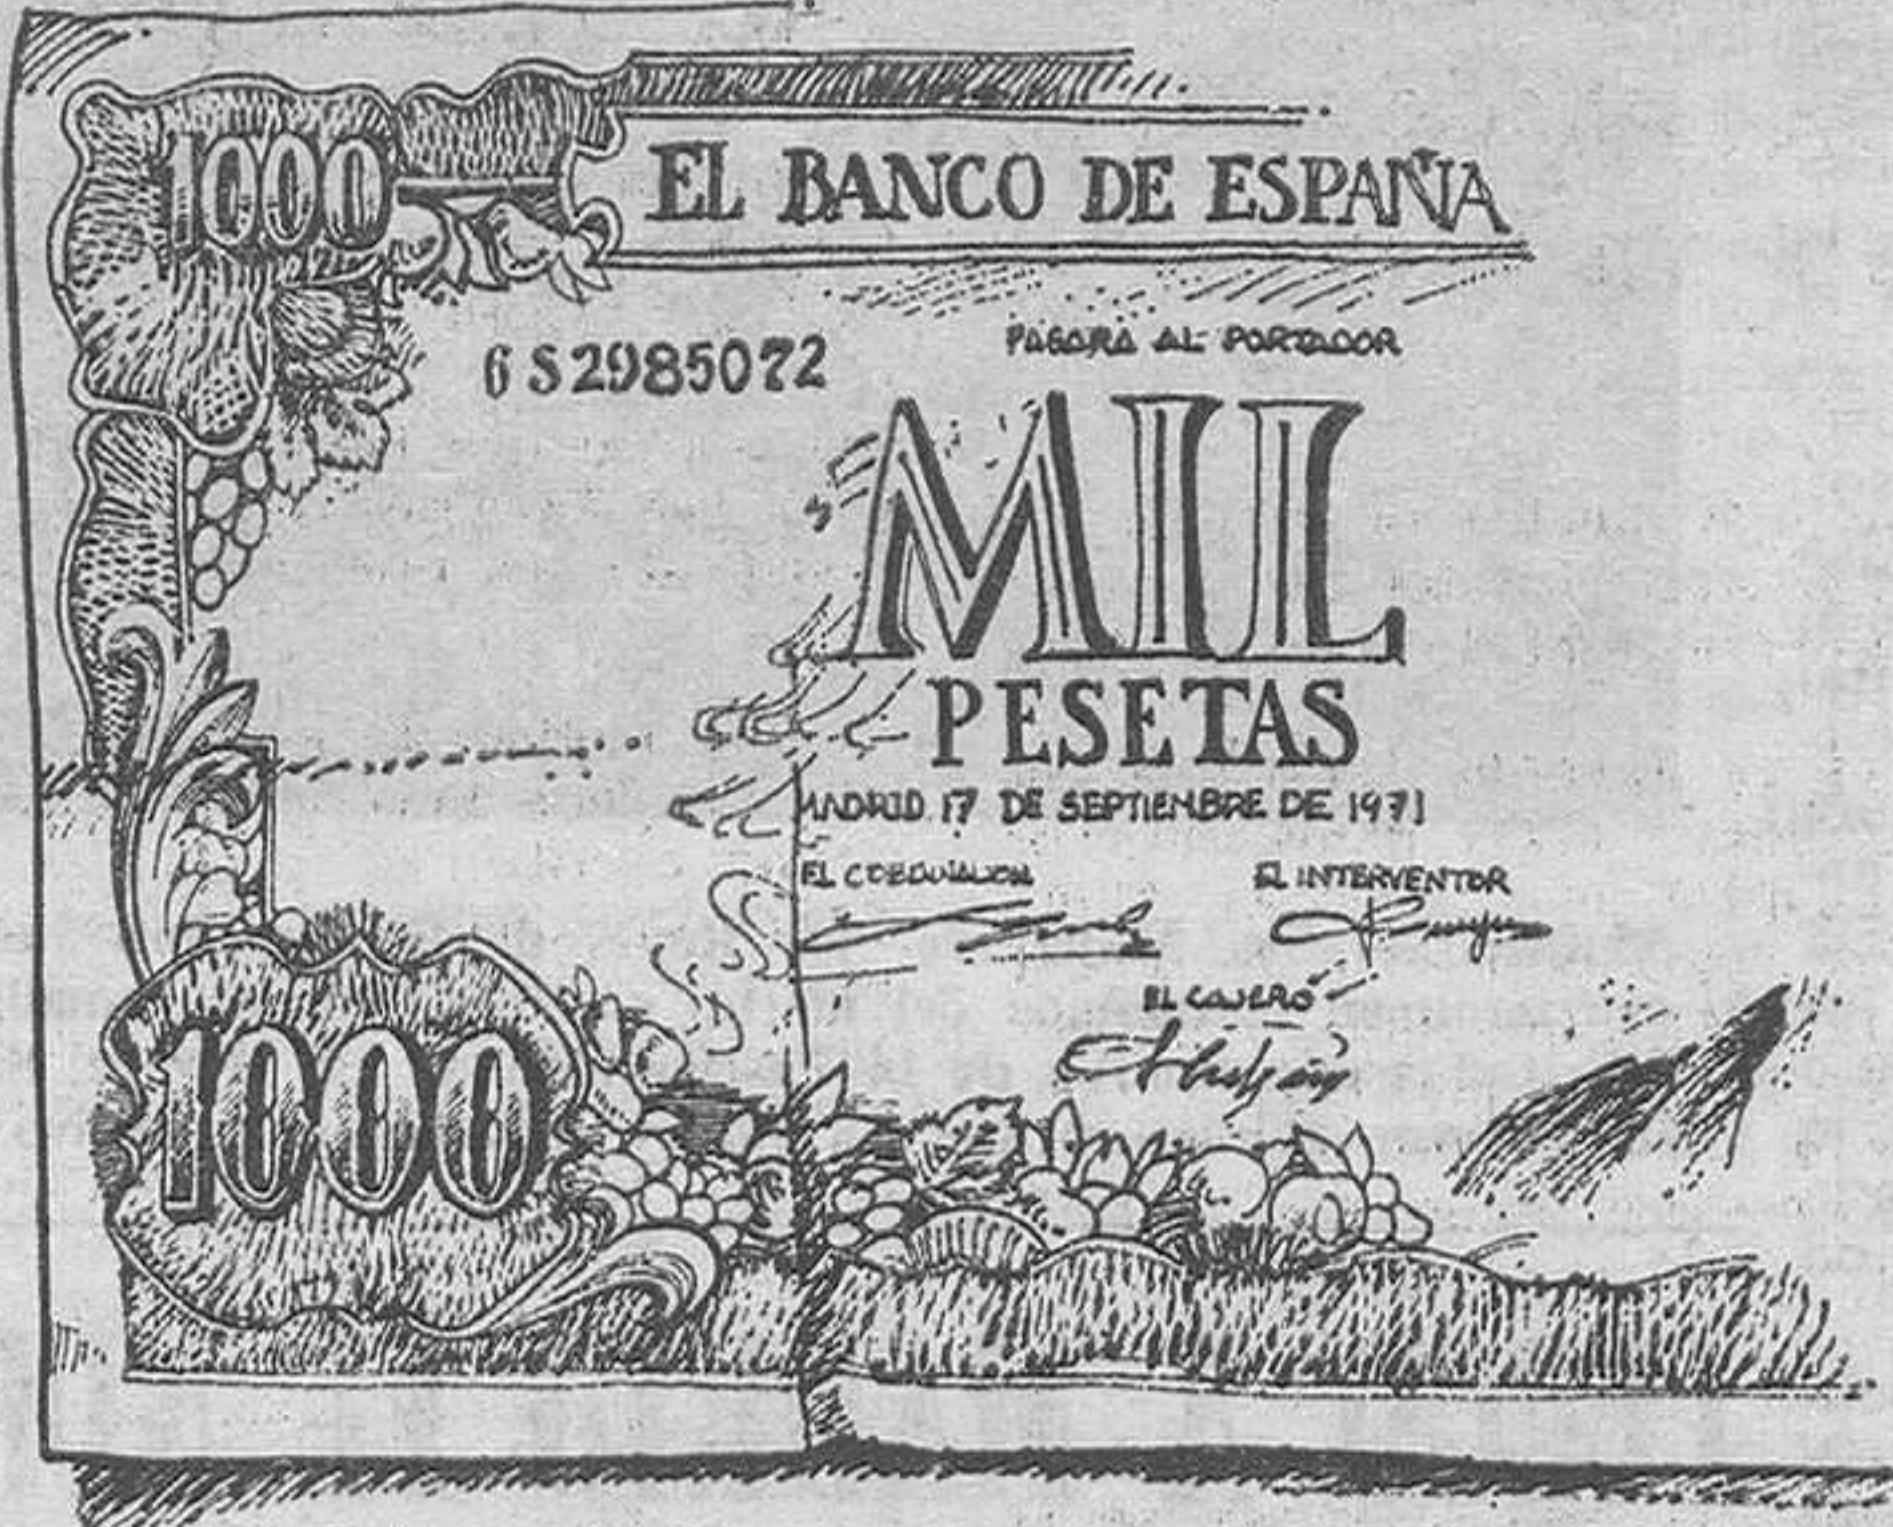 1000
EL BANCO DE ESPAÑA
6S2985072
PAGARA AL PORTADOR
MIL
PESETAS
MADRID 17 DE SEPTIEMBRE DE 1971
EL
EL INTERVENTOR
EL CAJERO
1000